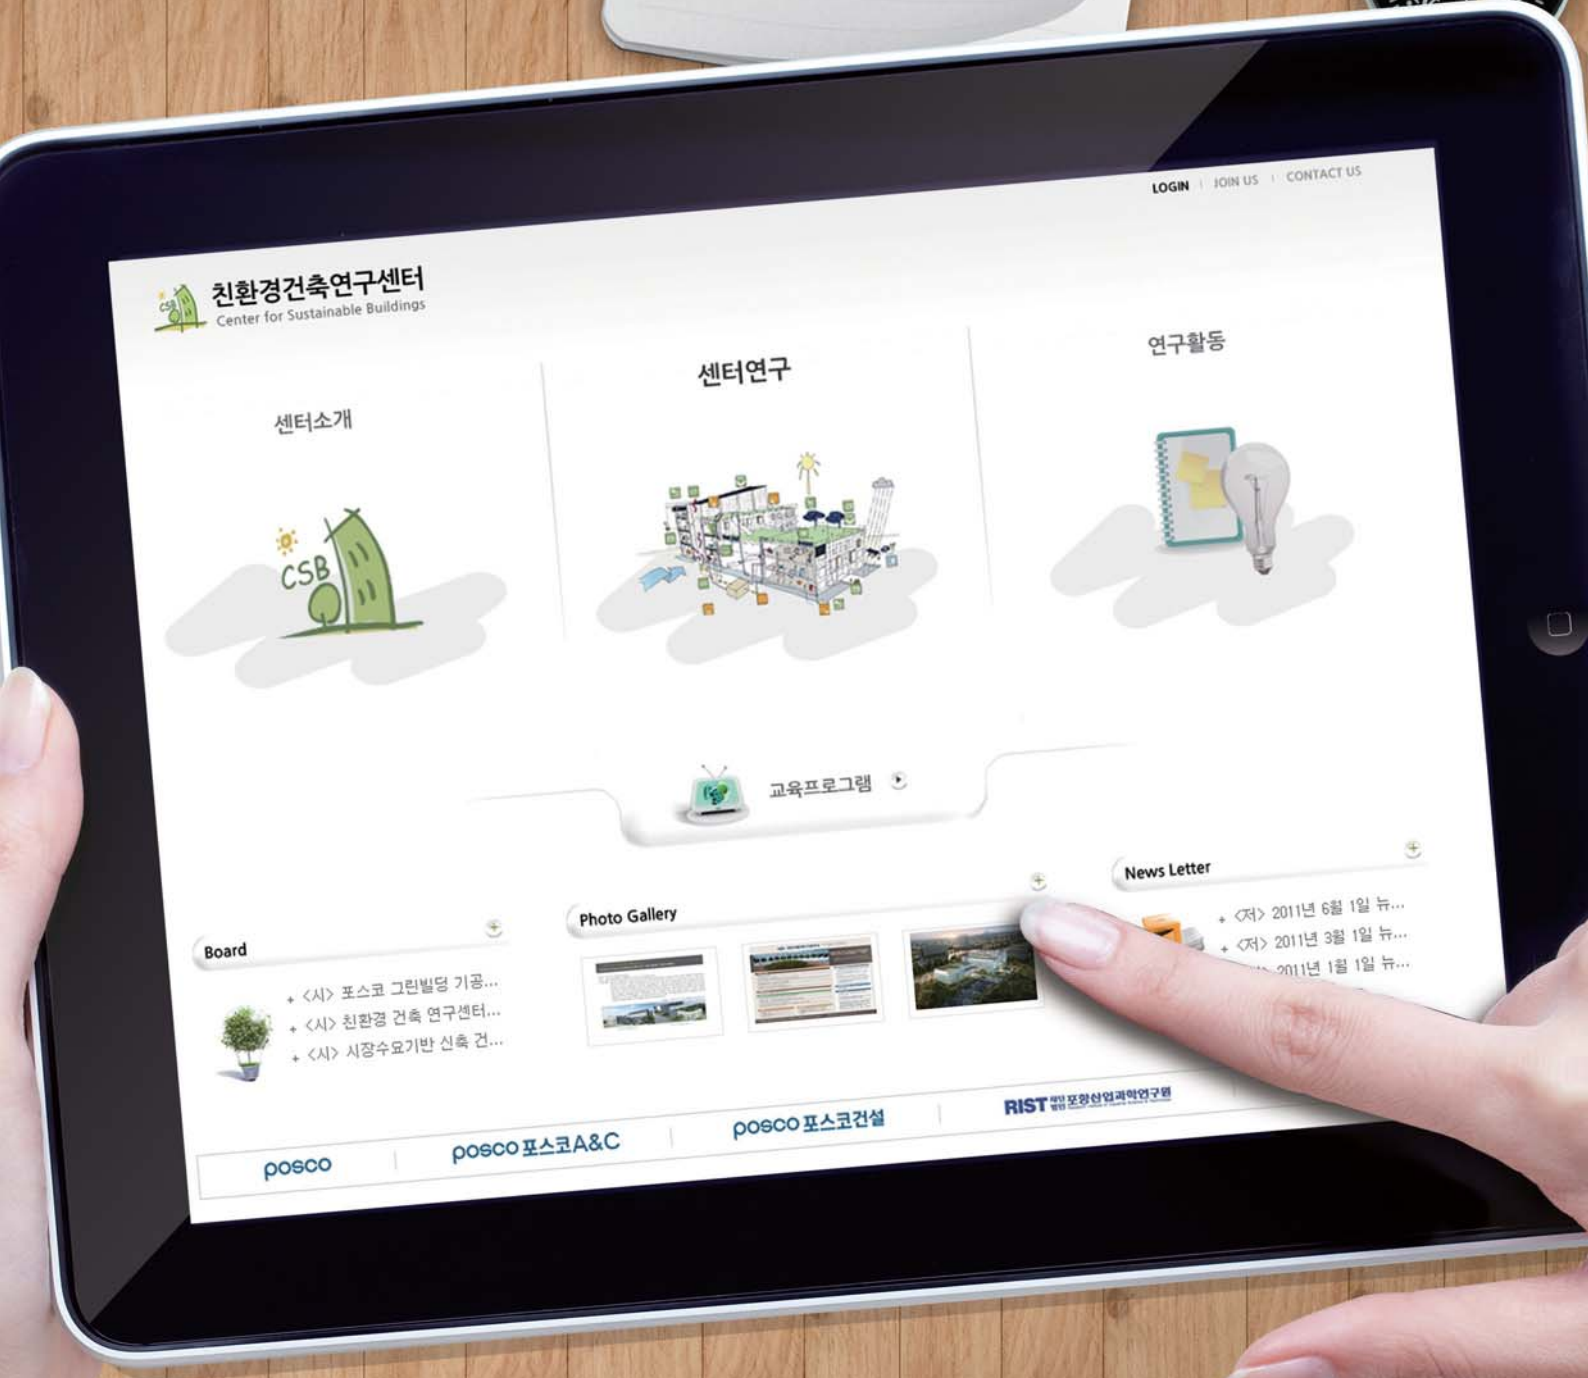 LOGIN | JOIN US | CONTACT US
CSB
친환경건축연구센터
Center for Sustainable Buildings
센터소개
센터연구
연구활동
CSB
교육프로그램
Board
+ <시> 포스코 그린빌딩 기공...
+ <시> 친환경 건축 연구센터...
+ <시> 시장수요기반 신축 건...
Photo Gallery
News Letter
+ <저> 2011년 6월 1일 뉴...
+ <저> 2011년 3월 1일 뉴...
2011년 1월 1일 뉴...
posco
posco 포스코A&C
posco 포스코건설
RIST 재단법인 포항산업과학연구원